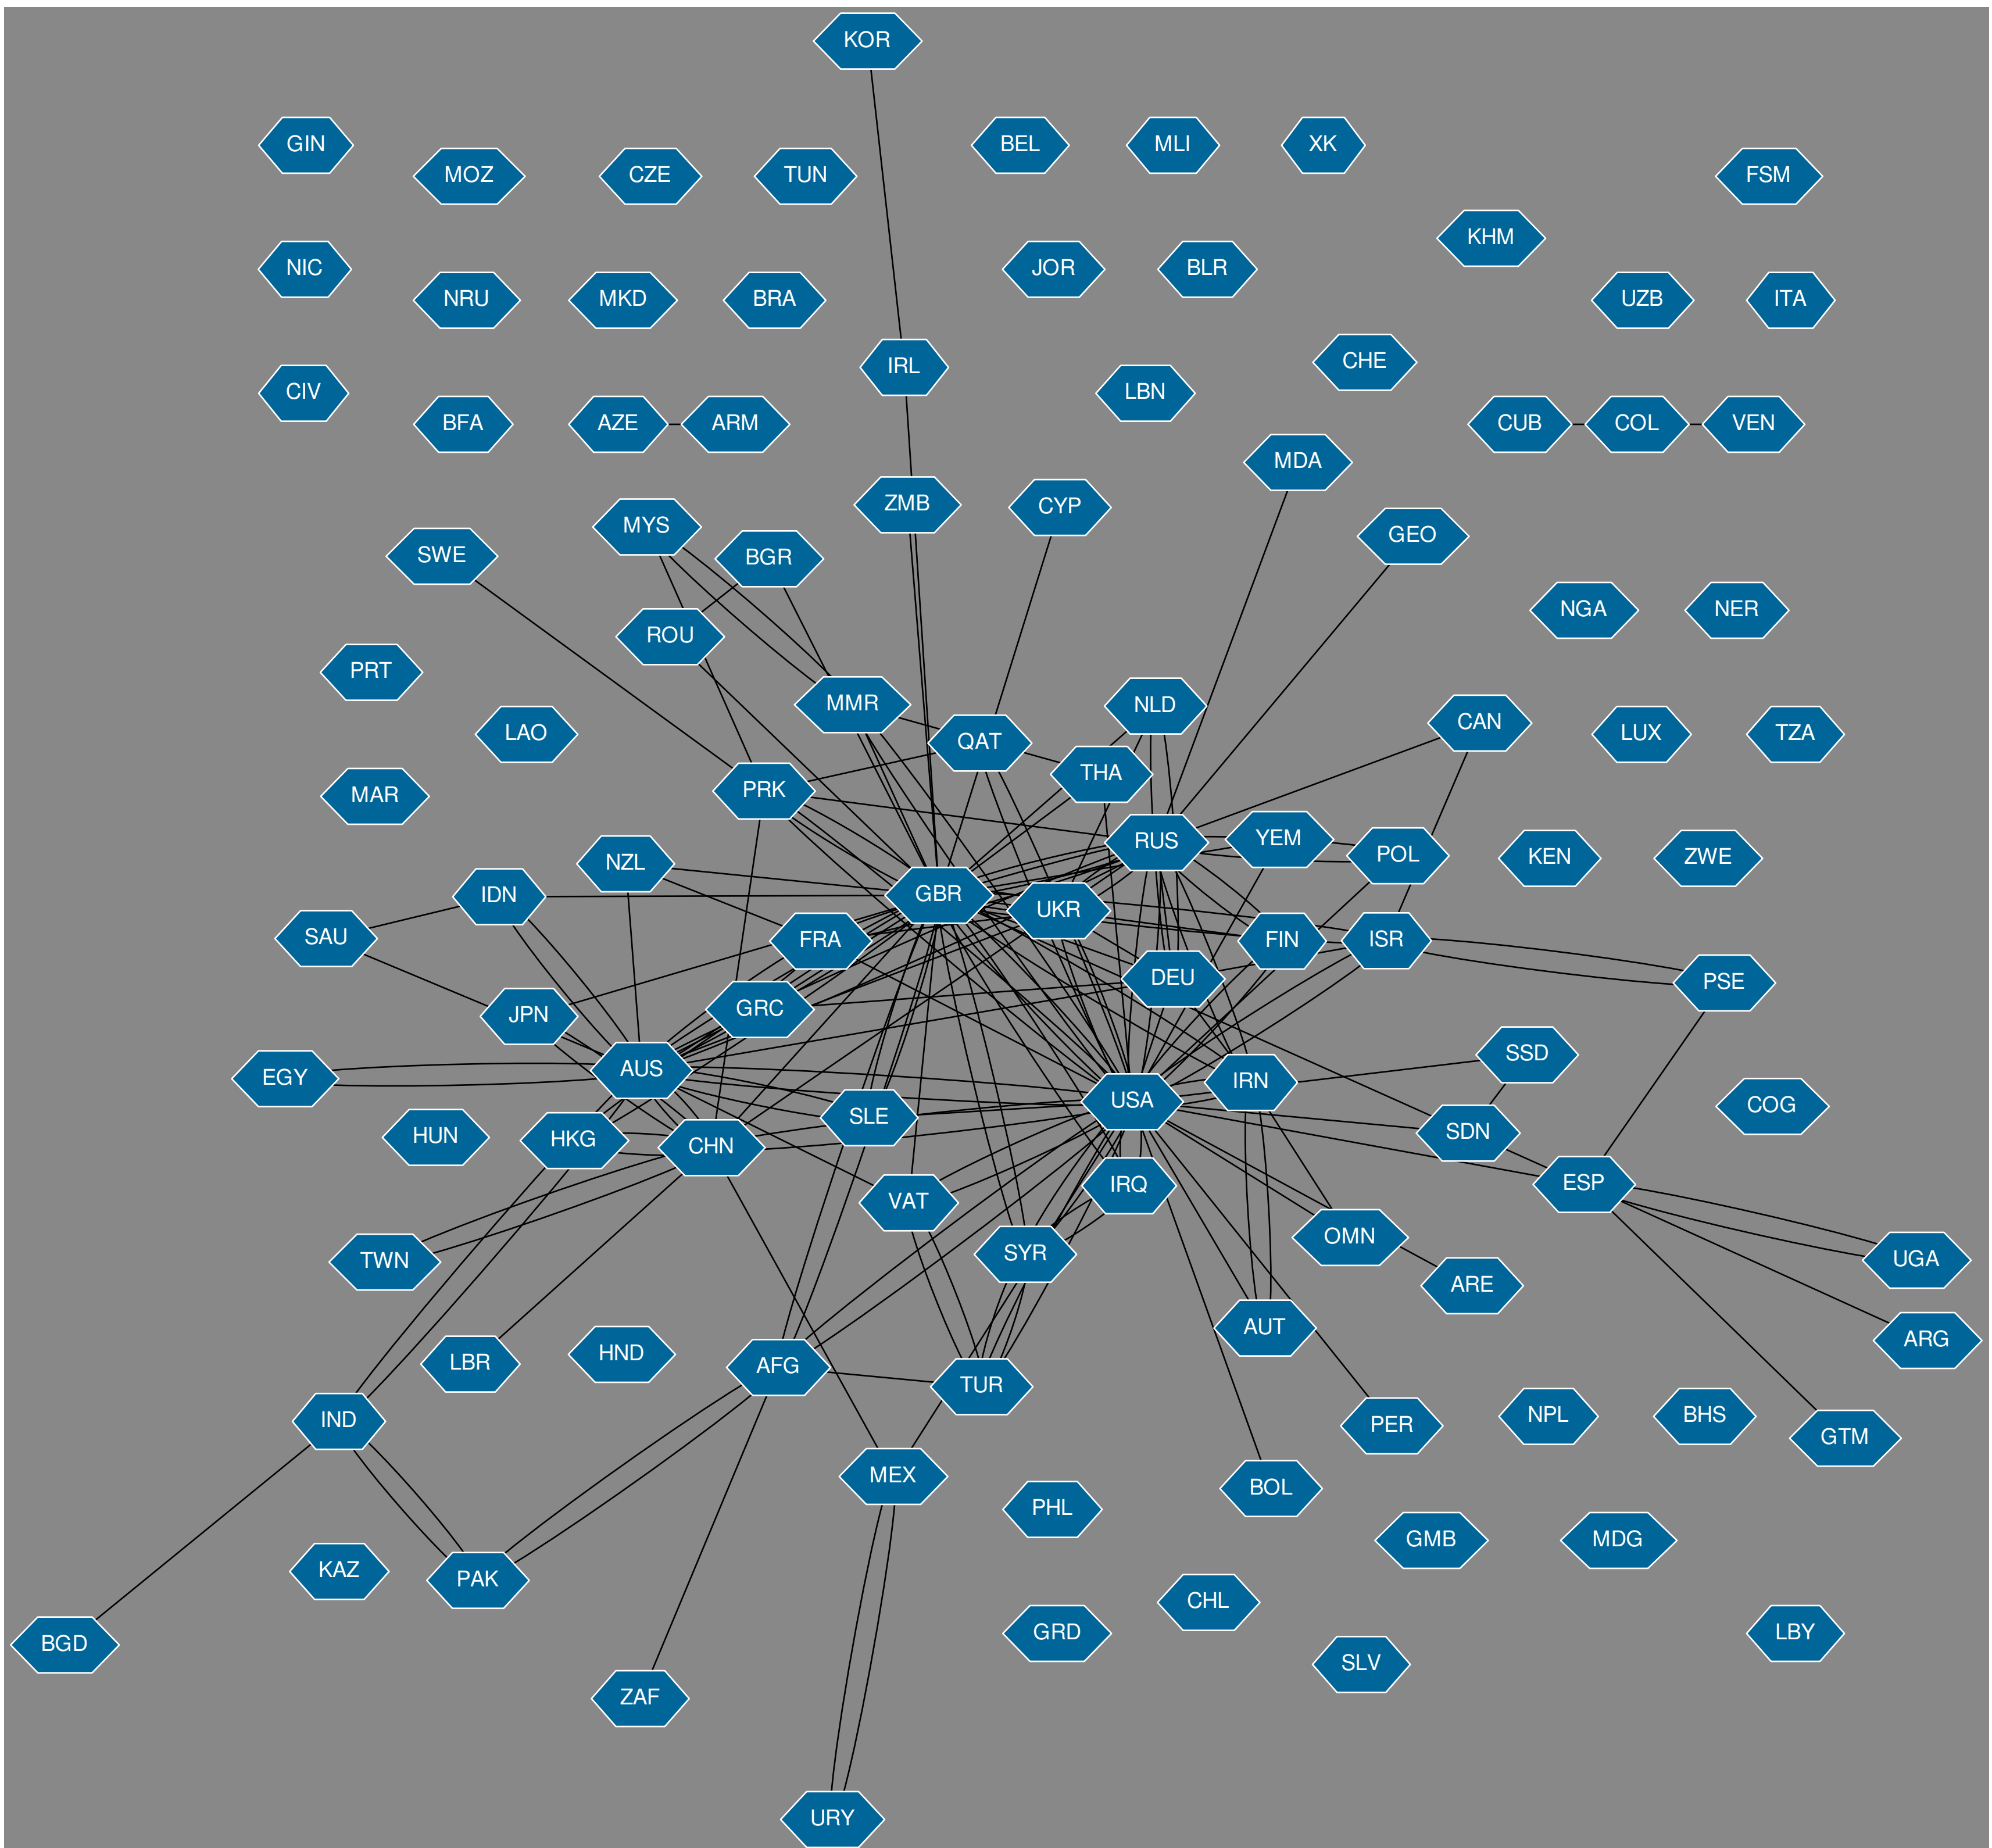 KOR
GIN
BEL
MLI
XK
MOZ
CZE
TUN
FSM
KHM
NIC
JOR
BLR
NRU
MKD
BRA
UZB
ITA
CHE
IRL
CIV
LBN
BFA
AZE
ARM
CUB
COL
VEN
MDA
ZMB
CYP
MYS
GEO
SWE
BGR
NGA
NER
ROU
PRT
MMR
NLD
CAN
LAO
QAT
LUX
TZA
THA
PRK
MAR
RUS
YEM
POL
KEN
ZWE
NZL
IDN
GBR
UKR
SAU
FRA
FIN
ISR
DEU
PSE
GRC
JPN
SSD
AUS
EGY
IRN
USA
COG
SLE
SDN
HUN
HKG
CHN
IRQ
ESP
VAT
OMN
SYR
TWN
UGA
ARE
AUT
ARG
HND
LBR
AFG
TUR
IND
PER
NPL
BHS
GTM
MEX
BOL
PHL
GMB
MDG
KAZ
PAK
CHL
GRD
LBY
BGD
SLV
ZAF
URY